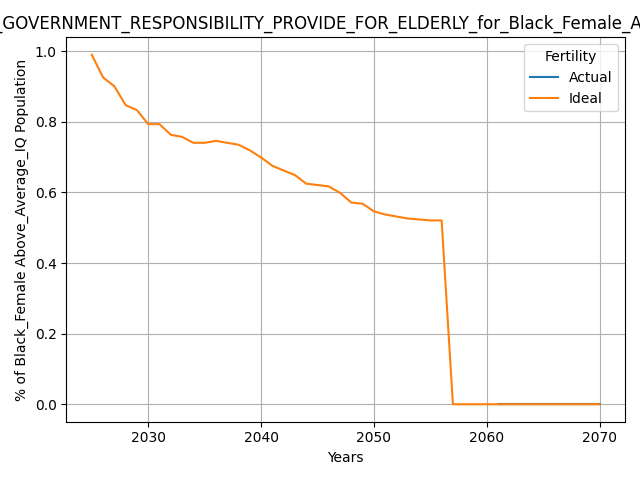 _GOVERNMENT_RESPONSIBILITY_PROVIDE_FOR_ELDERLY_for_Black_Female_A
Fertility
Actual
Ideal
% of Black_Female Above_Average_IQ Population
1.0
0.8
0.6
0.4
0.2
0.0
2030 2040 2050 2060 2070
Years